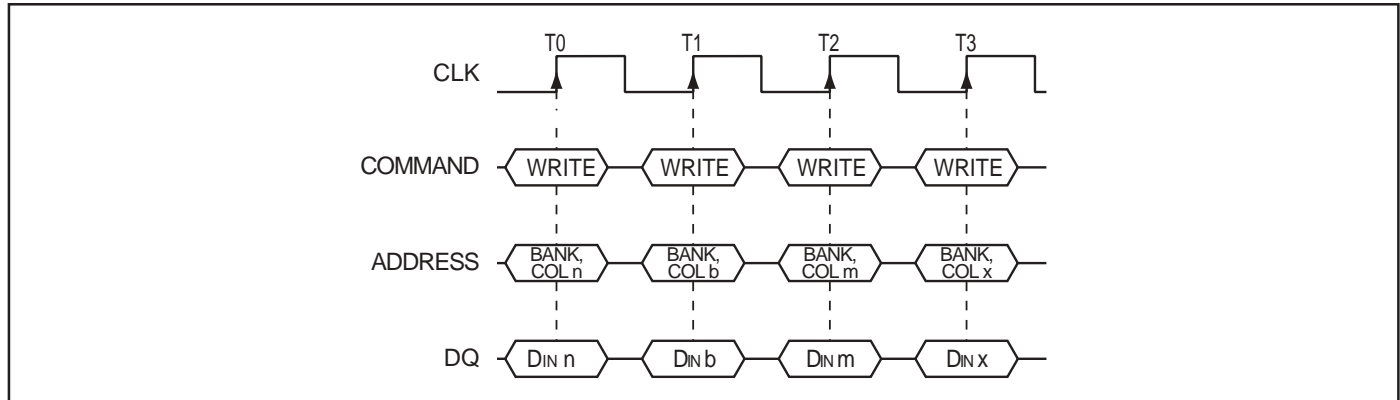 T0 T1 T2 T3
CLK
COMMAND WRITE WRITE WRITE WRITE
ADDRESS BANK, COL n BANK, COL b BANK, COL m BANK, COL x
DQ DIN n DIN b DIN m DIN x